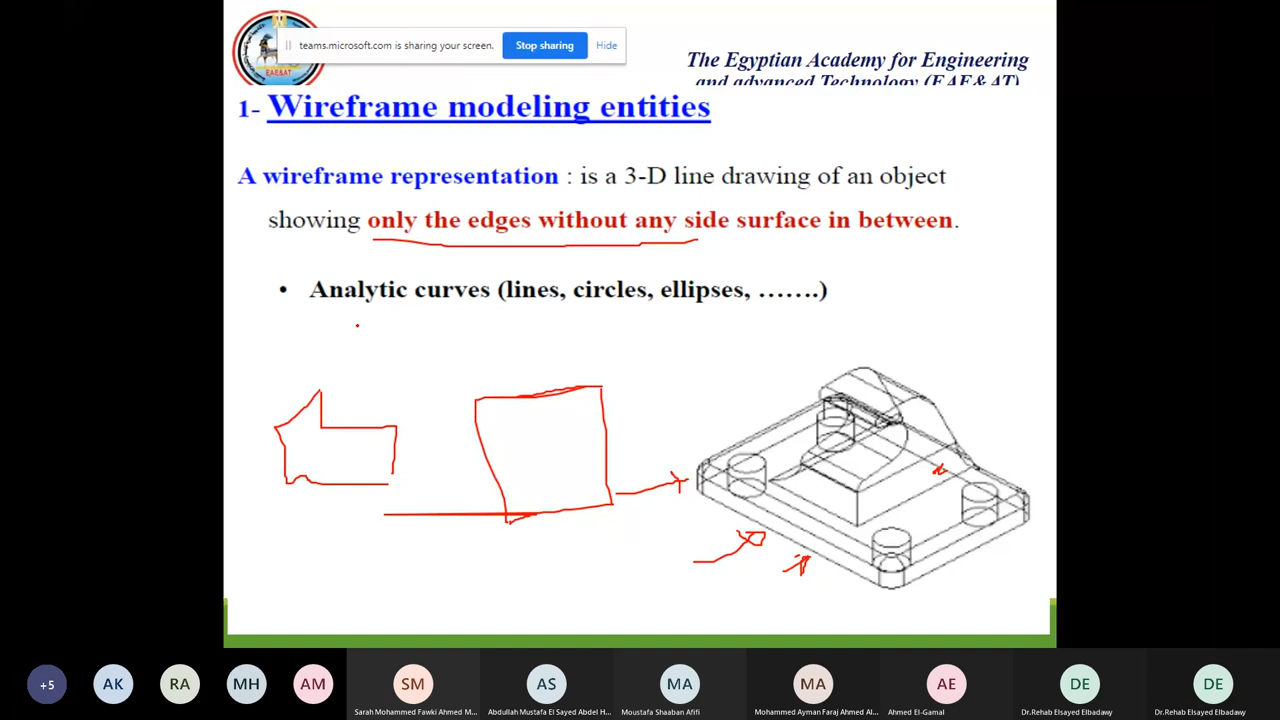 teams.microsoft.com is sharing your screen.
Stop sharing
Hide
EAE&AT
The Egyptian Academy for Engineering
and advanced Technology (EAE&AT)
1- Wireframe modeling entities
A wireframe representation : is a 3-D line drawing of an object
showing only the edges without any side surface in between.
• Analytic curves (lines, circles, ellipses, …….)
+5
AK
RA
MH
AM
SM
AS
MA
MA
AE
DE
DE
Sarah Mohammed Fawki Ahmed M...
Abdullah Mustafa El Sayed Abdel H...
Moustafa Shaaban Afifi
Mohammed Ayman Faraj Ahmed Al...
Ahmed El-Gamal
Dr.Rehab Elsayed Elbadawy
Dr.Rehab Elsayed Elbadawy